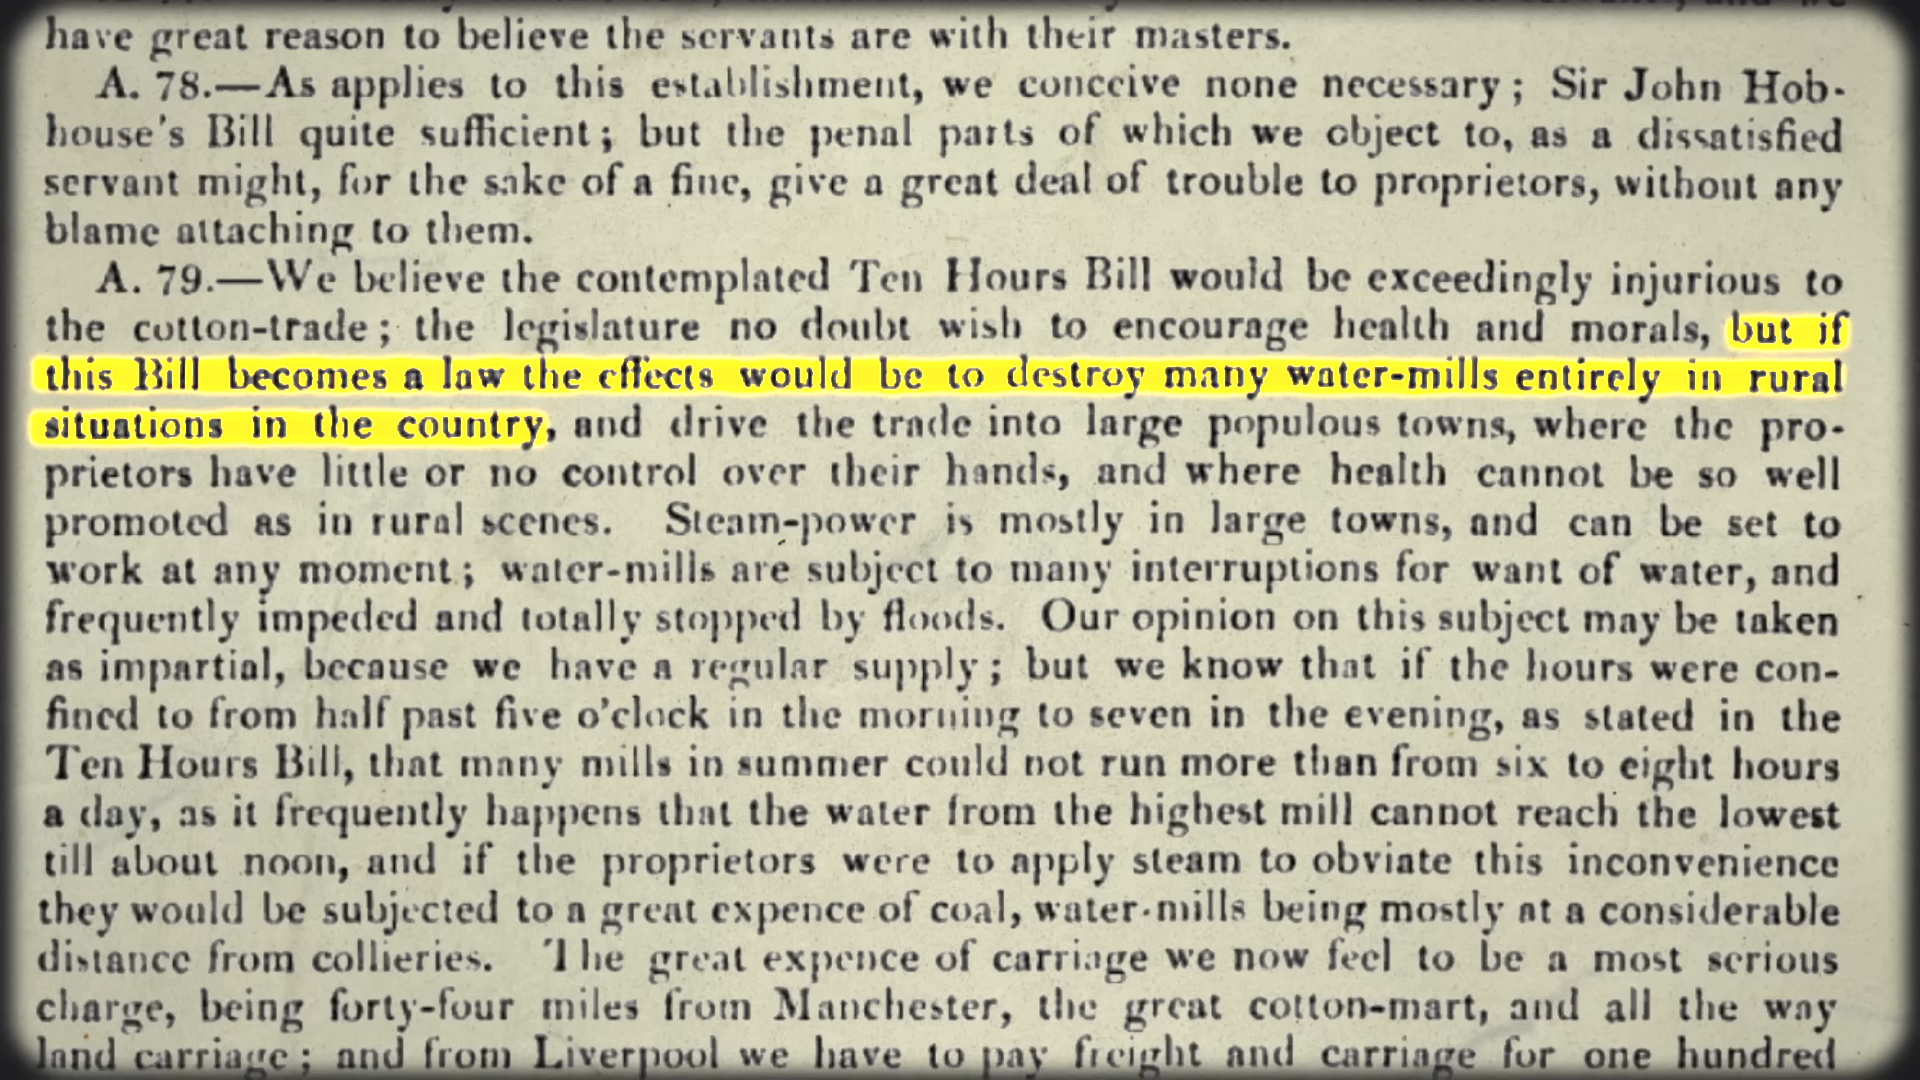 have great reason to believe the servants are with their masters.
A. 78.—As applies to this establishment, we conceive none necessary; Sir John Hob-
house's Bill quite sufficient; but the penal parts of which we object to, as a dissatisfied
servant might, for the sake of a fine, give a great deal of trouble to proprietors, without any
blame attaching to them.
A. 79.—We believe the contemplated Ten Hours Bill would be exceedingly injurious to
the cotton-trade; the legislature no doubt wish to encourage health and morals, but if
this Bill becomes a law the effects would be to destroy many water-mills entirely in rural
situations in the country, and drive the trade into large populous towns, where the pro-
prietors have little or no control over their hands, and where health cannot be so well
promoted as in rural scenes. Steam-power is mostly in large towns, and can be set to
work at any moment; water-mills are subject to many interruptions for want of water, and
frequently impeded and totally stopped by floods. Our opinion on this subject may be taken
as impartial, because we have a regular supply; but we know that if the hours were con-
fined to from half past five o'clock in the morning to seven in the evening, as stated in the
Ten Hours Bill, that many mills in summer could not run more than from six to eight hours
a day, as it frequently happens that the water from the highest mill cannot reach the lowest
till about noon, and if the proprietors were to apply steam to obviate this inconvenience
they would be subjected to a great expence of coal, water-mills being mostly at a considerable
distance from collieries. The great expence of carriage we now feel to be a most serious
charge, being forty-four miles from Manchester, the great cotton-mart, and all the way
land carriage; and from Liverpool we have to pay freight and carriage for one hundred